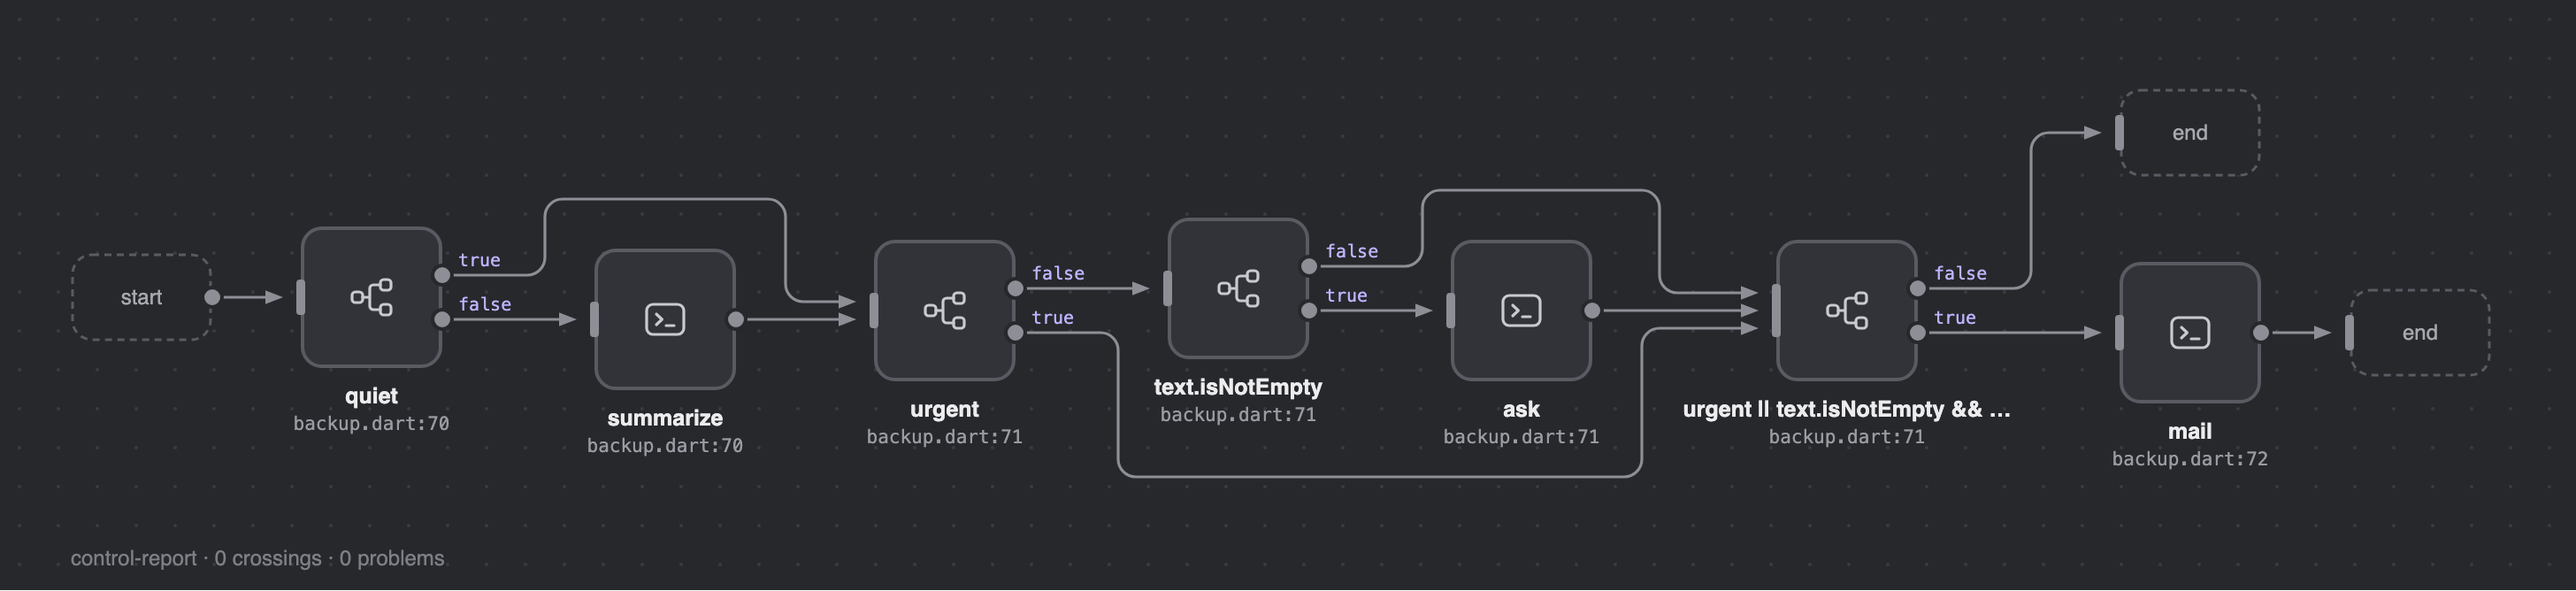 start
true
false
quiet
backup.dart:70
summarize
backup.dart:70
false
true
urgent
backup.dart:71
false
true
text.isNotEmpty
backup.dart:71
ask
backup.dart:71
false
true
urgent || text.isNotEmpty && ...
backup.dart:71
end
mail
backup.dart:72
end
control-report · 0 crossings · 0 problems